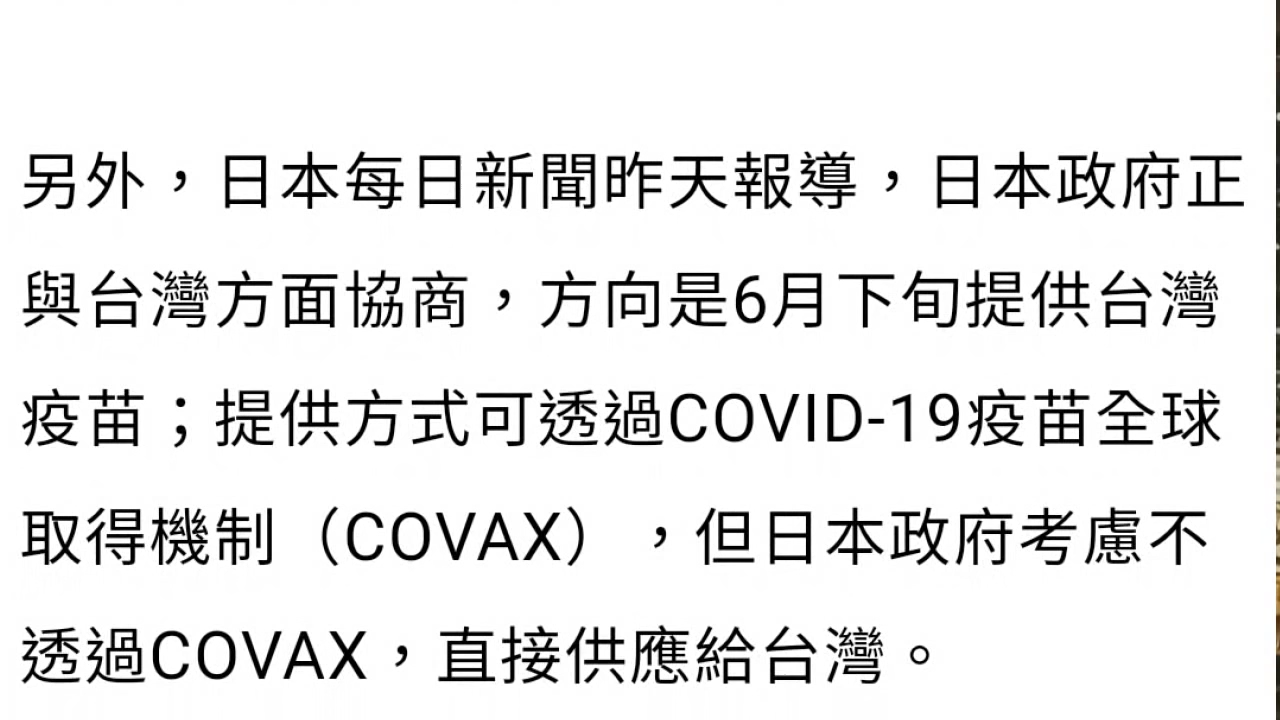 另外，日本每日新聞昨天報導，日本政府正
與台灣方面協商，方向是6月下旬提供台灣
疫苗；提供方式可透過COVID-19疫苗全球
取得機制（COVAX），但日本政府考慮不
透過COVAX，直接供應給台灣。